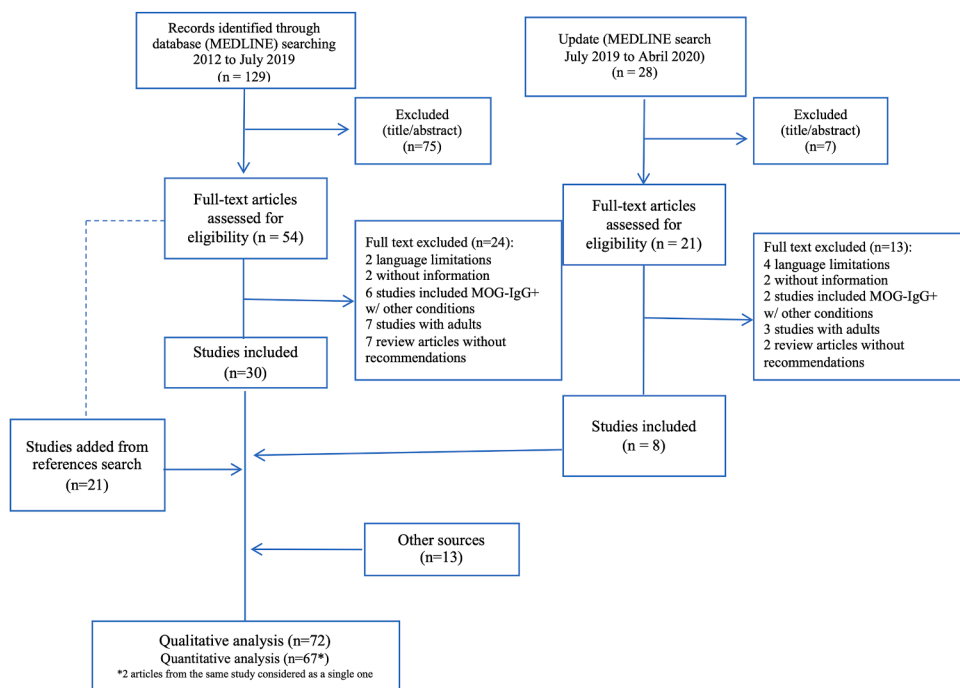 Records identified through
database (MEDLINE) searching
2012 to July 2019
(n = 129)
Update (MEDLINE search
July 2019 to Abril 2020)
(n = 28)
Excluded
(title/abstract)
(n=75)
Excluded
(title/abstract)
(n=7)
Full-text articles
assessed for
eligibility (n = 54)
Full-text articles
assessed for
eligibility (n = 21)
Full text excluded (n=24):
2 language limitations
2 without information
6 studies included MOG-IgG+
w/ other conditions
7 studies with adults
7 review articles without
recommendations
Full text excluded (n=13):
4 language limitations
2 without information
2 studies included MOG-IgG+
w/ other conditions
3 studies with adults
2 review articles without
recommendations
Studies included
(n=30)
Studies included
(n = 8)
Studies added from
references search
(n=21)
Other sources
(n=13)
Qualitative analysis (n=72)
Quantitative analysis (n=67*)
*2 articles from the same study considered as a single one